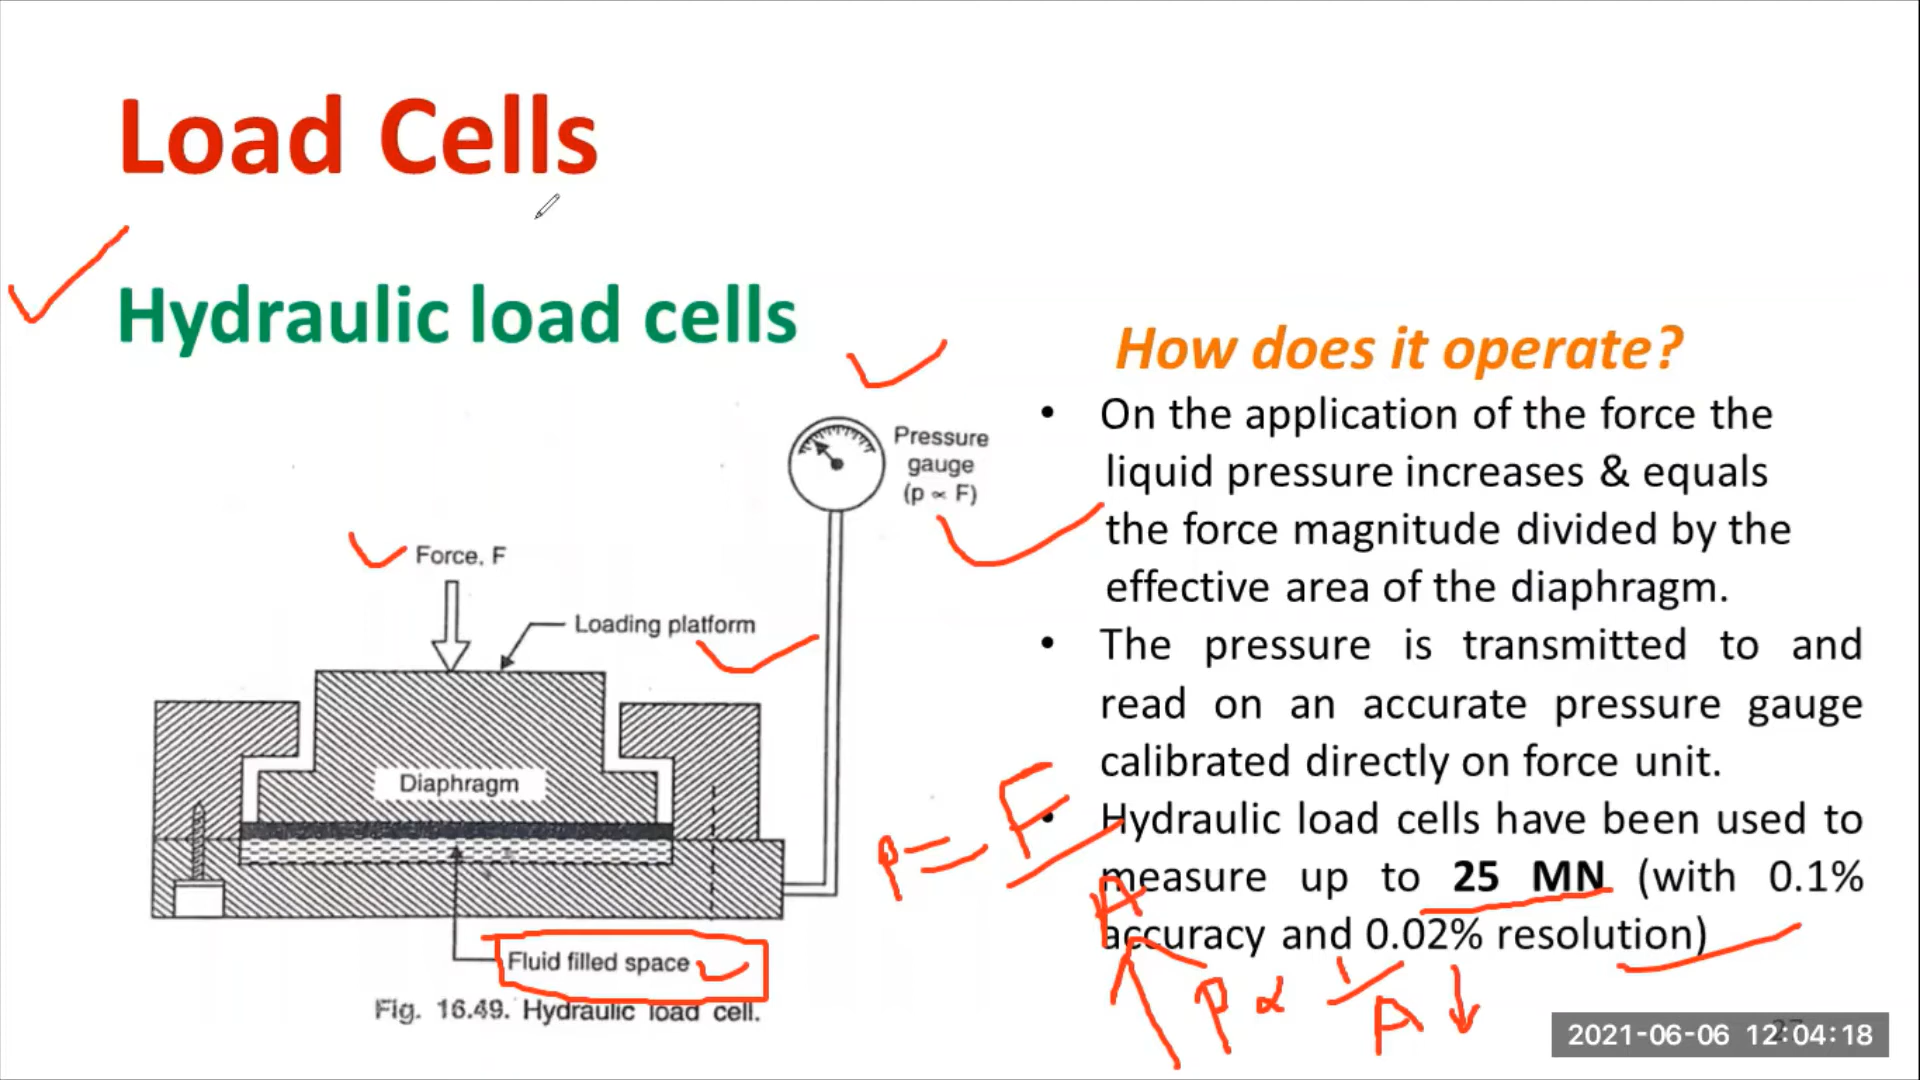 Load Cells
Hydraulic load cells
Pressure
gauge
(p ∝ F)
Force, F
Loading platform
Diaphragm
Fluid filled space
Fig. 16.49. Hydraulic load cell.
How does it operate?
• On the application of the force the
liquid pressure increases & equals
the force magnitude divided by the
effective area of the diaphragm.
• The pressure is transmitted to and
read on an accurate pressure gauge
calibrated directly on force unit.
• Hydraulic load cells have been used to
measure up to 25 MN (with 0.1%
accuracy and 0.02% resolution)
P = F
A
P ∝ 1
A
2021-06-06 12:04:18